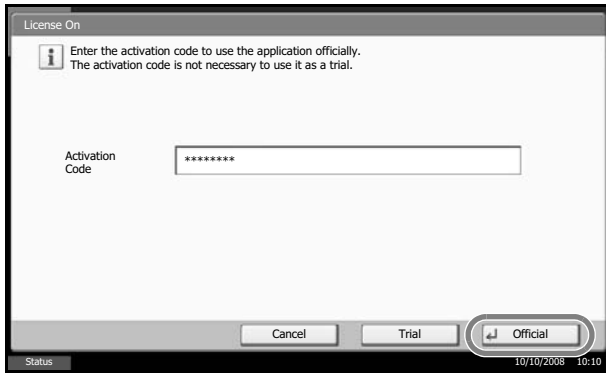 License On
Enter the activation code to use the application officially.
The activation code is not necessary to use it as a trial.
Activation
Code
********
Cancel
Trial
Official
Status
10/10/2008 10:10